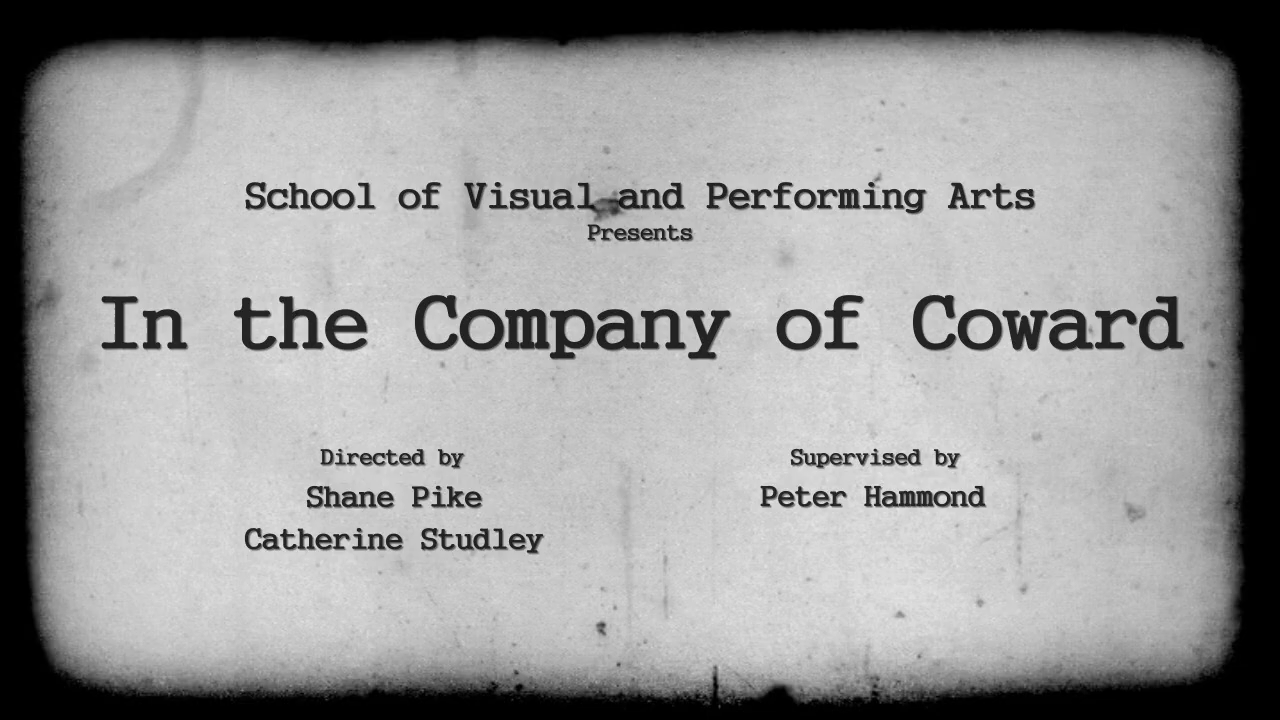 School of Visual and Performing Arts
Presents
In the Company of Coward
Directed by
Shane Pike
Catherine Studley
Supervised by
Peter Hammond